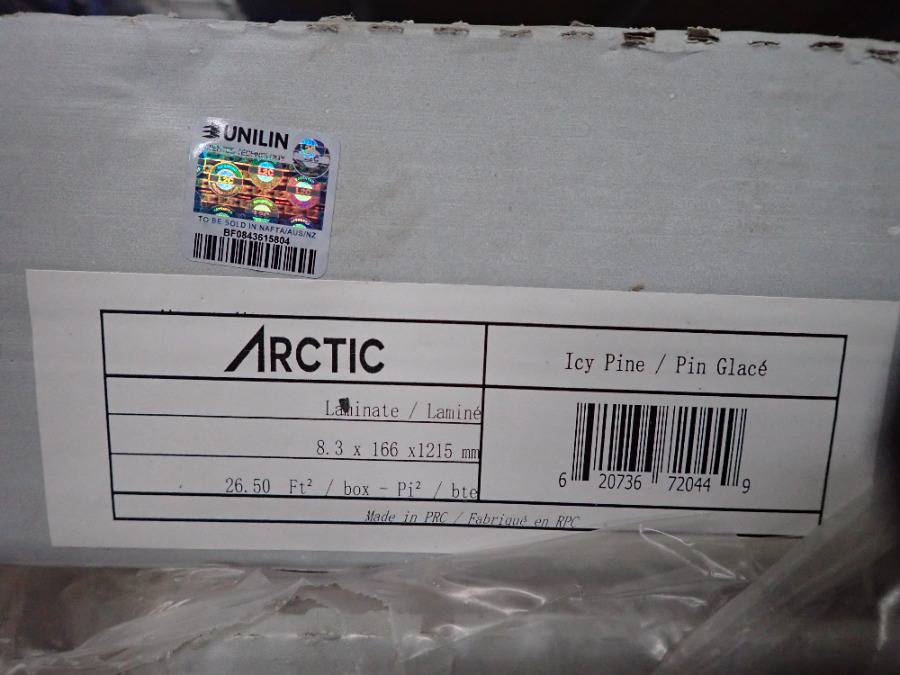 UNILIN
TO BE SOLD IN NAFTA/AUS/NZ
BF0843615804
ARCTIC
Icy Pine / Pin Glacé
Laminate / Laminé
8.3 x 166 x1215 mm
26.50 Ft² / box - Pi² / bte
6 20736 72044 9
Made in PRC / Fabriqué en RPC